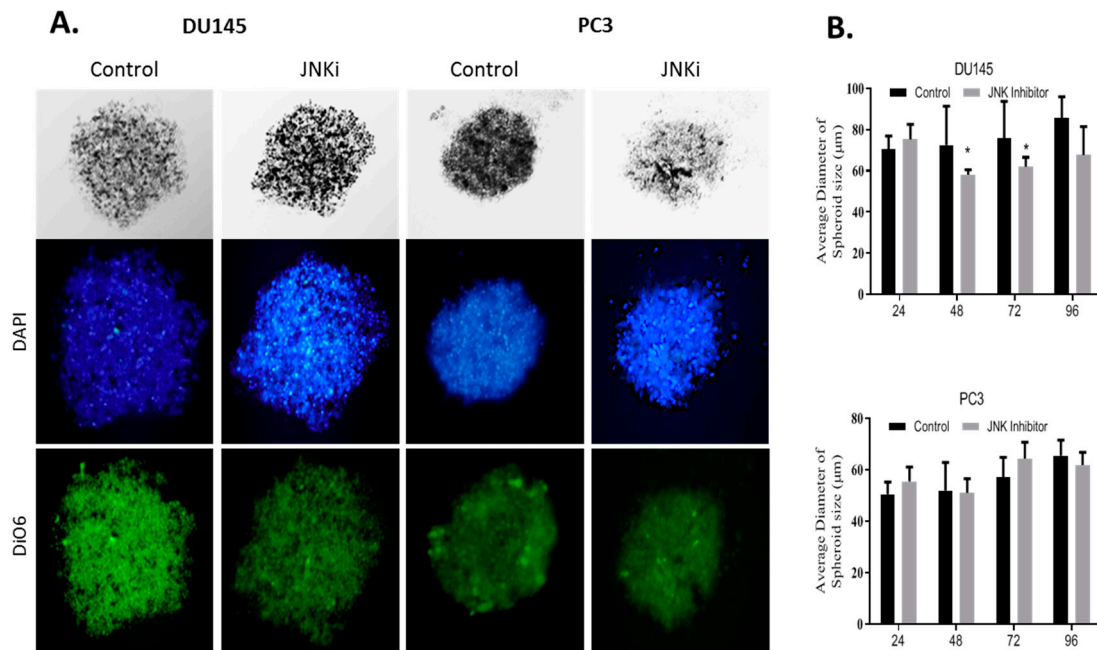 A.
DU145
PC3
Control
JNKi
Control
JNKi
DAPI
DiO6
B.
DU145
Control
JNK Inhibitor
Average Diameter of
Spheroid size (µm)
100
80
60
40
20
0
*
*
24
48
72
96
PC3
Control
JNK Inhibitor
Average Diameter of
Spheroid size (µm)
80
60
40
20
0
24
48
72
96